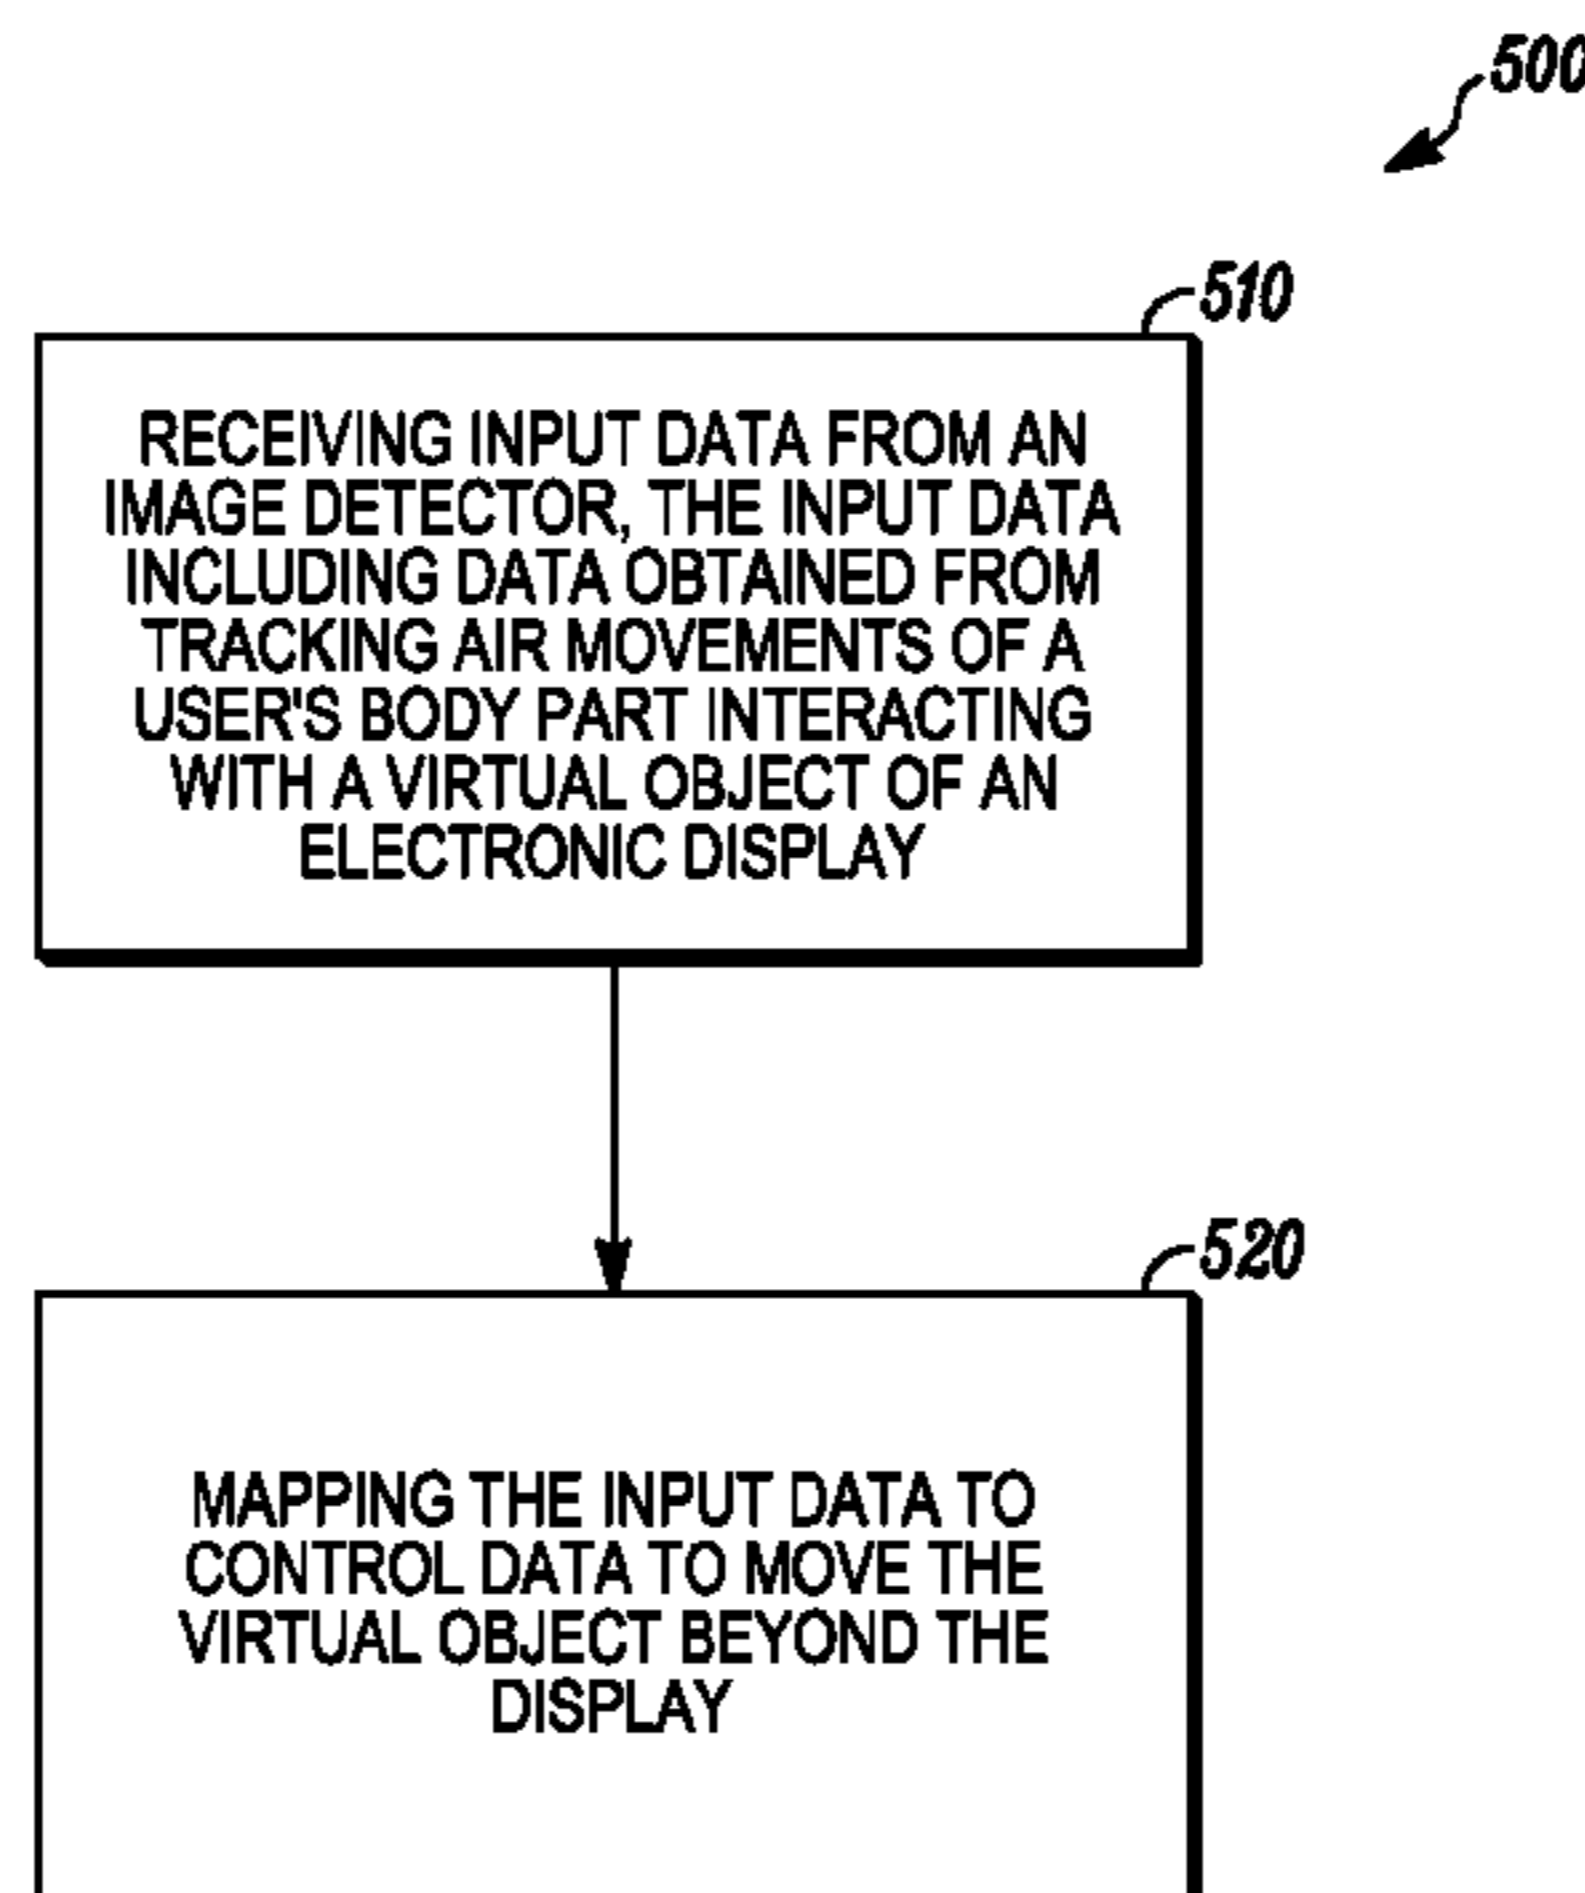 500
510
RECEIVING INPUT DATA FROM AN
IMAGE DETECTOR, THE INPUT DATA
INCLUDING DATA OBTAINED FROM
TRACKING AIR MOVEMENTS OF A
USER'S BODY PART INTERACTING
WITH A VIRTUAL OBJECT OF AN
ELECTRONIC DISPLAY
520
MAPPING THE INPUT DATA TO
CONTROL DATA TO MOVE THE
VIRTUAL OBJECT BEYOND THE
DISPLAY